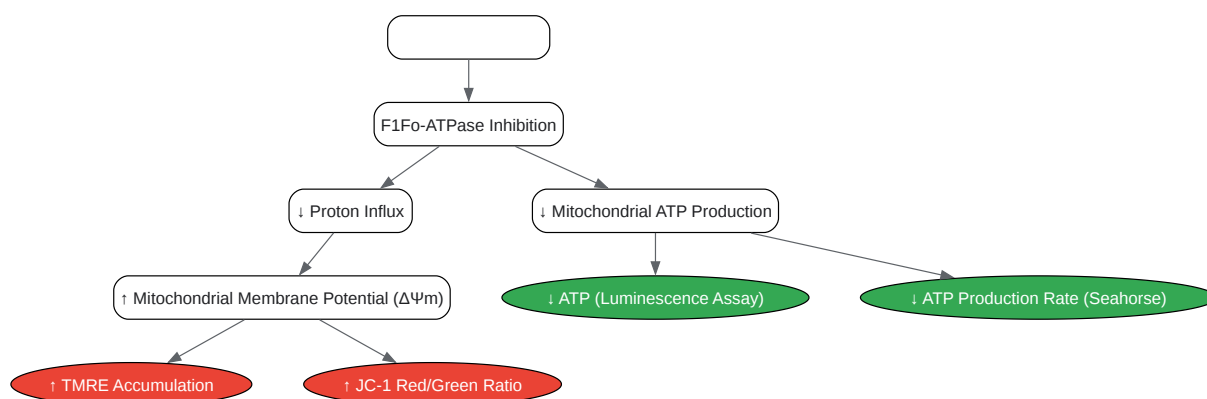 F1Fo-ATPase Inhibition
↓ Proton Influx
↓ Mitochondrial ATP Production
↑ Mitochondrial Membrane Potential (ΔΨm)
↓ ATP (Luminescence Assay)
↓ ATP Production Rate (Seahorse)
↑ TMRE Accumulation
↑ JC-1 Red/Green Ratio